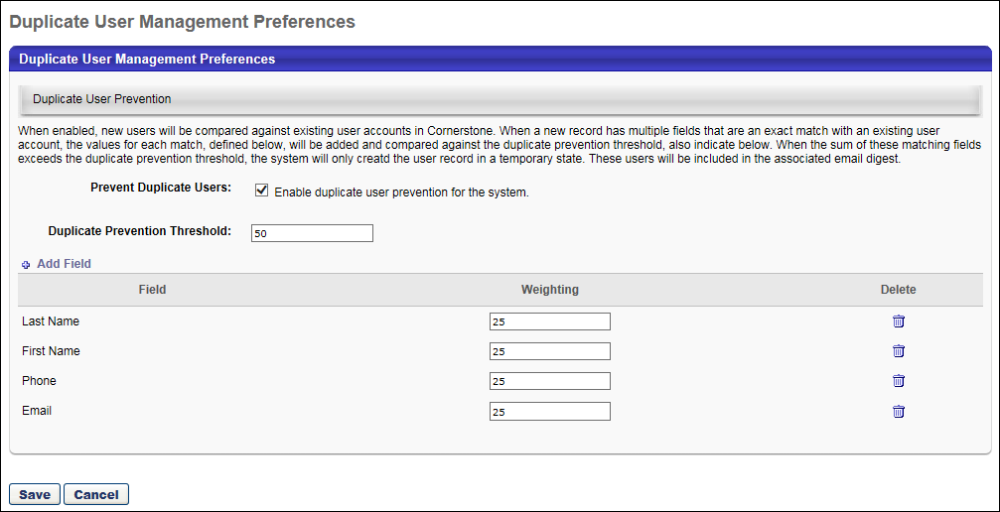 Duplicate User Management Preferences
Duplicate User Management Preferences
Duplicate User Prevention
When enabled, new users will be compared against existing user accounts in Cornerstone. When a new record has multiple fields that are an exact match with an existing user
account, the values for each match, defined below, will be added and compared against the duplicate prevention threshold, also indicate below. When the sum of these matching fields
exceeds the duplicate prevention threshold, the system will only creatd the user record in a temporary state. These users will be included in the associated email digest.
Prevent Duplicate Users: Enable duplicate user prevention for the system.
Duplicate Prevention Threshold: 50
Add Field
Field Weighting Delete
Last Name 25
First Name 25
Phone 25
Email 25
Save Cancel